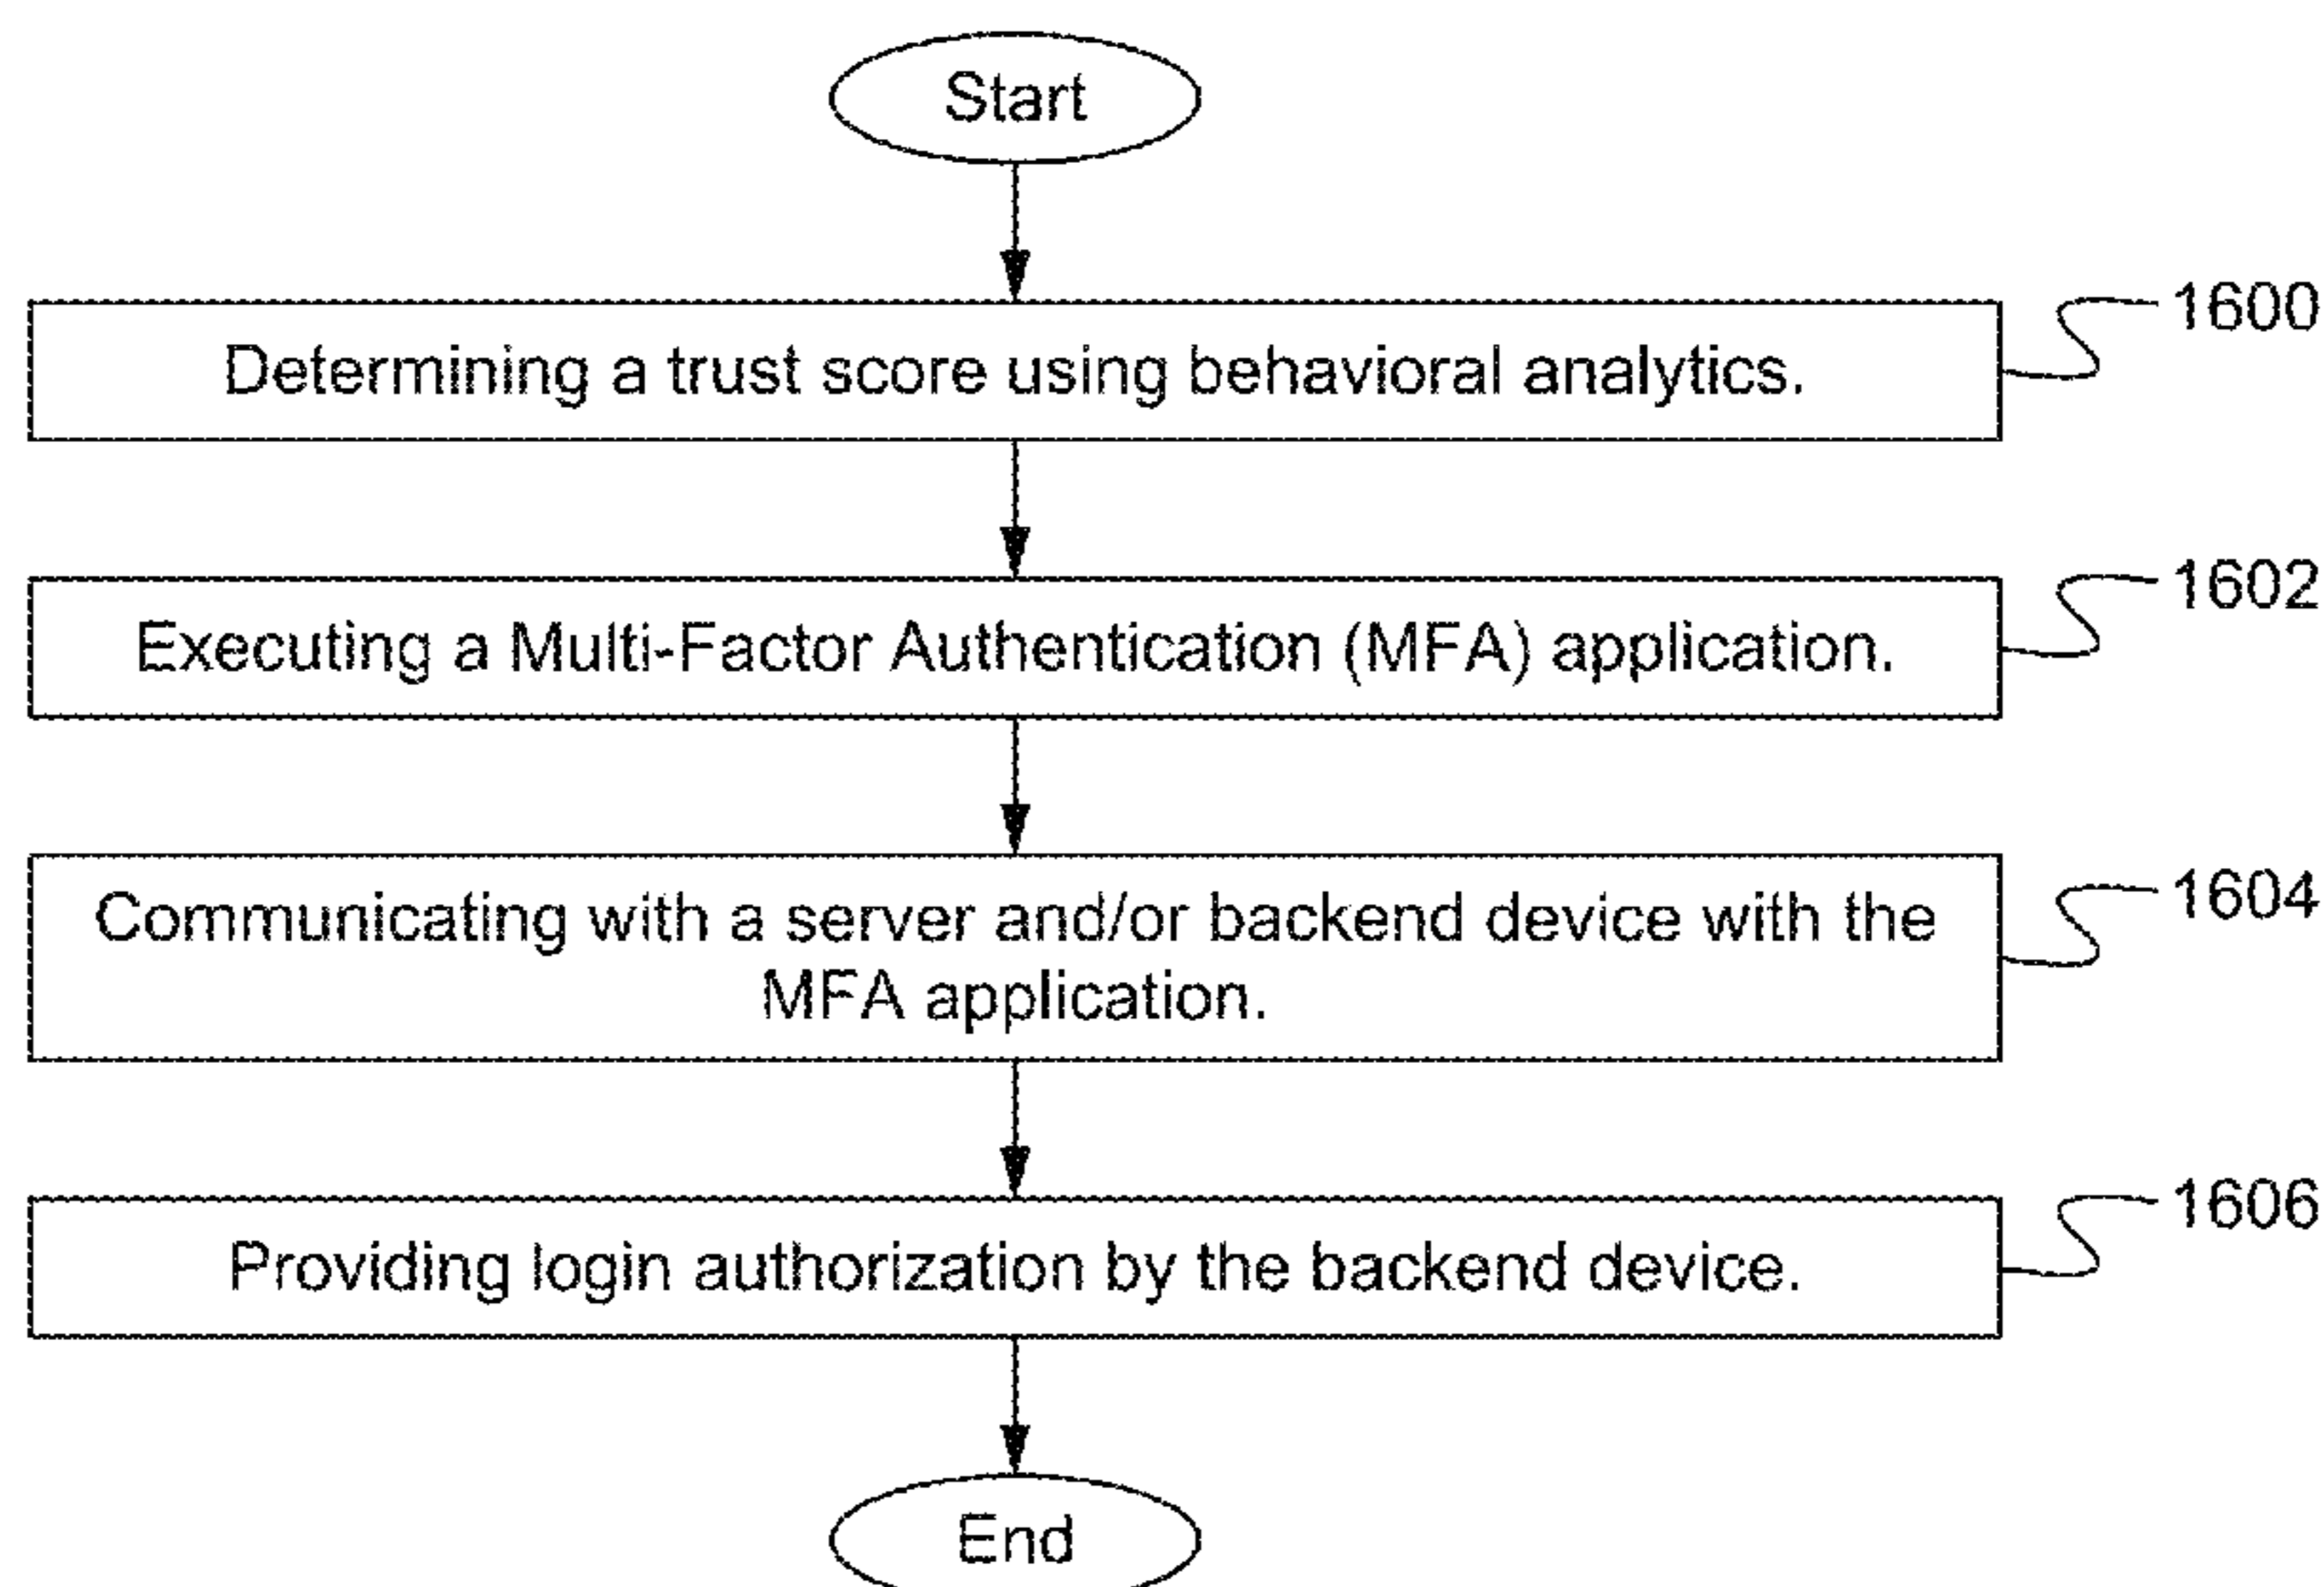 Start
Determining a trust score using behavioral analytics.
1600
Executing a Multi-Factor Authentication (MFA) application.
1602
Communicating with a server and/or backend device with the
MFA application.
1604
Providing login authorization by the backend device.
1606
End